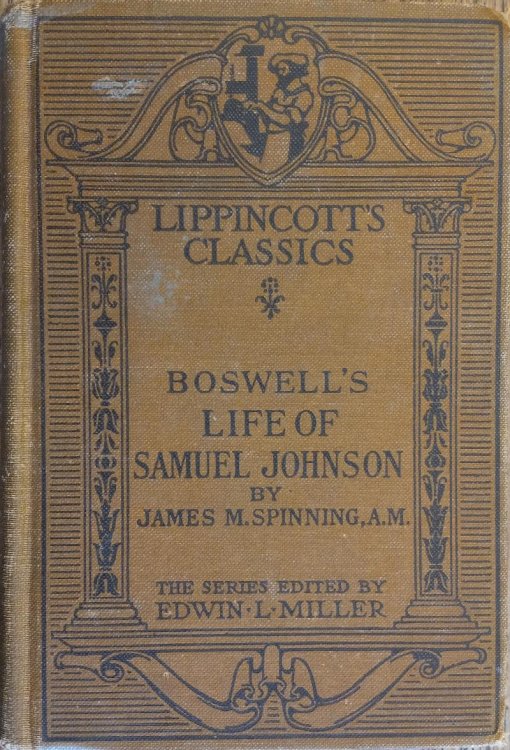 LIPPINCOTT'S
CLASSICS
BOSWELL'S
LIFE OF
SAMUEL JOHNSON
BY
JAMES M. SPINNING, A.M.
THE SERIES EDITED BY
EDWIN·L·MILLER